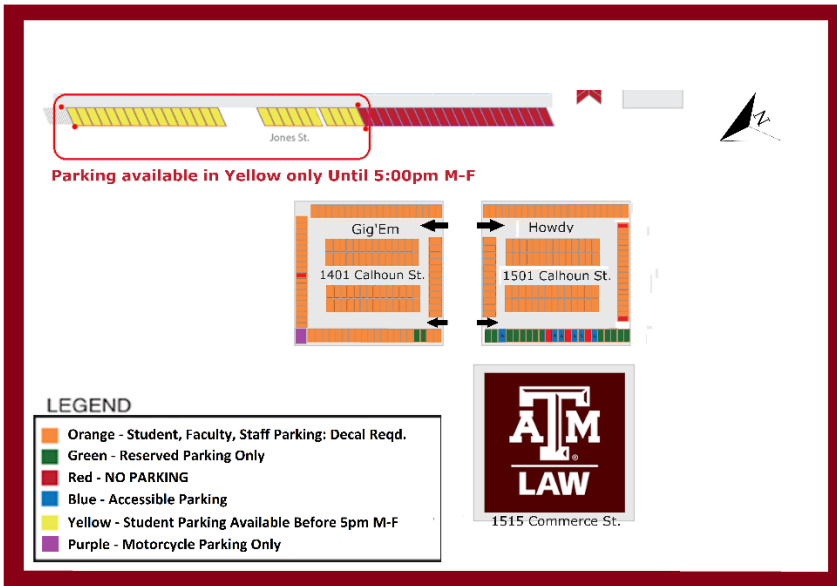 Jones St.
N
Parking available in Yellow only Until 5:00pm M-F
Gig'Em
Howdy
1401 Calhoun St.
1501 Calhoun St.
LEGEND
Orange - Student, Faculty, Staff Parking: Decal Reqd.
Green - Reserved Parking Only
Red - NO PARKING
Blue - Accessible Parking
Yellow - Student Parking Available Before 5pm M-F
Purple - Motorcycle Parking Only
ATM
®
LAW
1515 Commerce St.